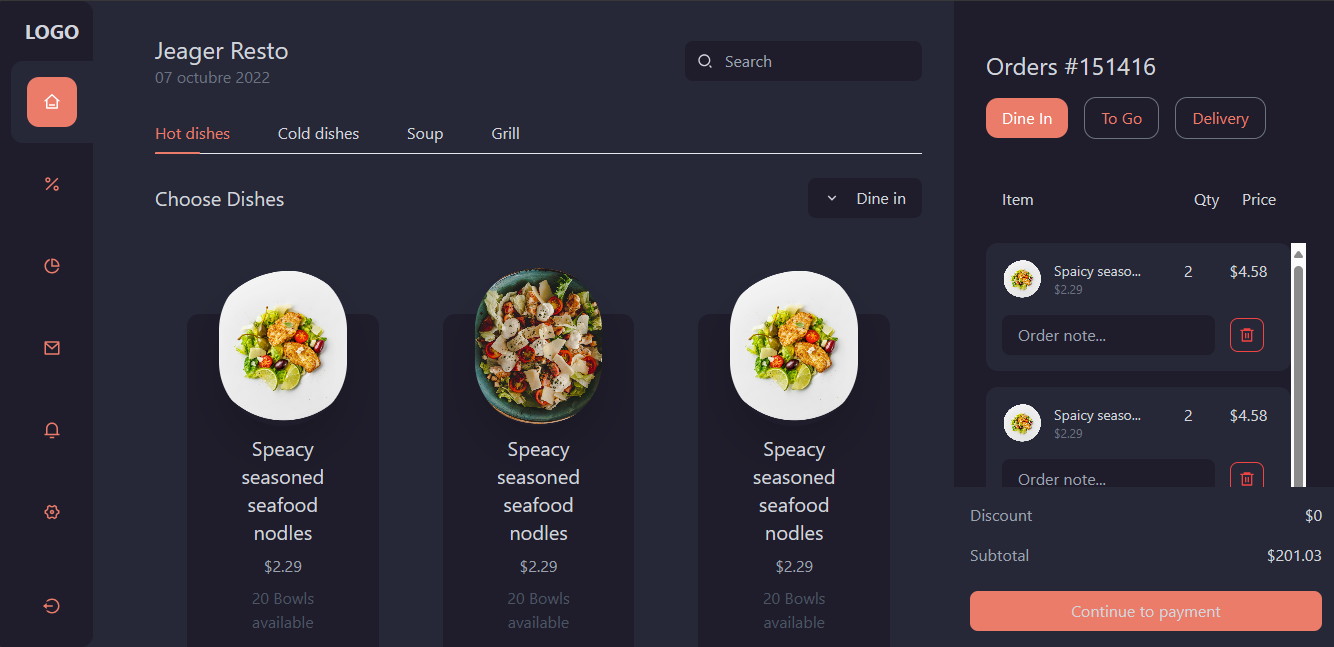 LOGO
Jeager Resto
07 octubre 2022
Search
Hot dishes
Cold dishes
Soup
Grill
Choose Dishes
Dine in
Speacy
seasoned
seafood
nodles
$2.29
20 Bowls
available
Speacy
seasoned
seafood
nodles
$2.29
20 Bowls
available
Speacy
seasoned
seafood
nodles
$2.29
20 Bowls
available
Orders #151416
Dine In
To Go
Delivery
Item
Qty
Price
Spaicy seaso...
2
$4.58
$2.29
Order note...
Spaicy seaso...
2
$4.58
$2.29
Order note...
Discount
$0
Subtotal
$201.03
Continue to payment